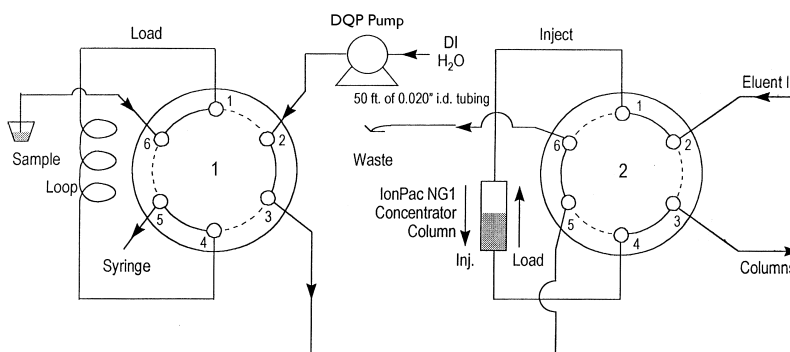 DQP Pump
Load
DI
H₂O
Inject
50 ft. of 0.020" i.d. tubing
Eluent I
1
2
3
4
5
6
1
Sample
Loop
Syringe
Waste
IonPac NG1
Concentrator
Column
Inj.
Load
1
2
3
4
5
6
2
Columns